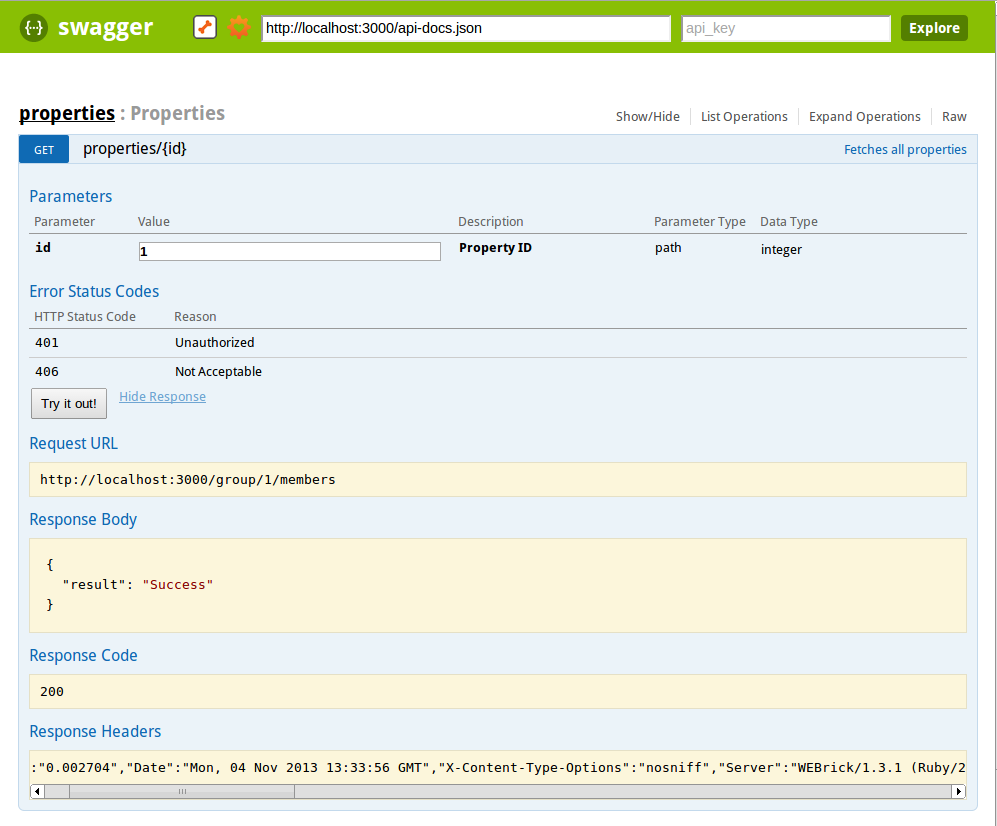 {···} swagger http://localhost:3000/api-docs.json api_key Explore
properties : Properties Show/Hide List Operations Expand Operations Raw
GET properties/{id} Fetches all properties
Parameters
Parameter Value Description Parameter Type Data Type
id 1 Property ID path integer
Error Status Codes
HTTP Status Code Reason
401 Unauthorized
406 Not Acceptable
Try it out! Hide Response
Request URL
http://localhost:3000/group/1/members
Response Body
{
"result": "Success"
}
Response Code
200
Response Headers
:"0.002704","Date":"Mon, 04 Nov 2013 13:33:56 GMT","X-Content-Type-Options":"nosniff","Server":"WEBrick/1.3.1 (Ruby/2